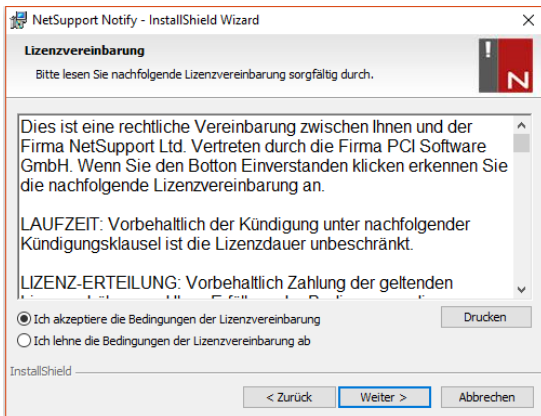 NetSupport Notify - InstallShield Wizard
Lizenzvereinbarung
Bitte lesen Sie nachfolgende Lizenzvereinbarung sorgfältig durch.
! N
Dies ist eine rechtliche Vereinbarung zwischen Ihnen und der
Firma NetSupport Ltd. Vertreten durch die Firma PCI Software
GmbH. Wenn Sie den Botton Einverstanden klicken erkennen Sie
die nachfolgende Lizenzvereinbarung an.
LAUFZEIT: Vorbehaltlich der Kündigung unter nachfolgender
Kündigungsklausel ist die Lizenzdauer unbeschränkt.
LIZENZ-ERTEILUNG: Vorbehaltlich Zahlung der geltenden
Ich akzeptiere die Bedingungen der Lizenzvereinbarung
Drucken
Ich lehne die Bedingungen der Lizenzvereinbarung ab
InstallShield
< Zurück
Weiter >
Abbrechen